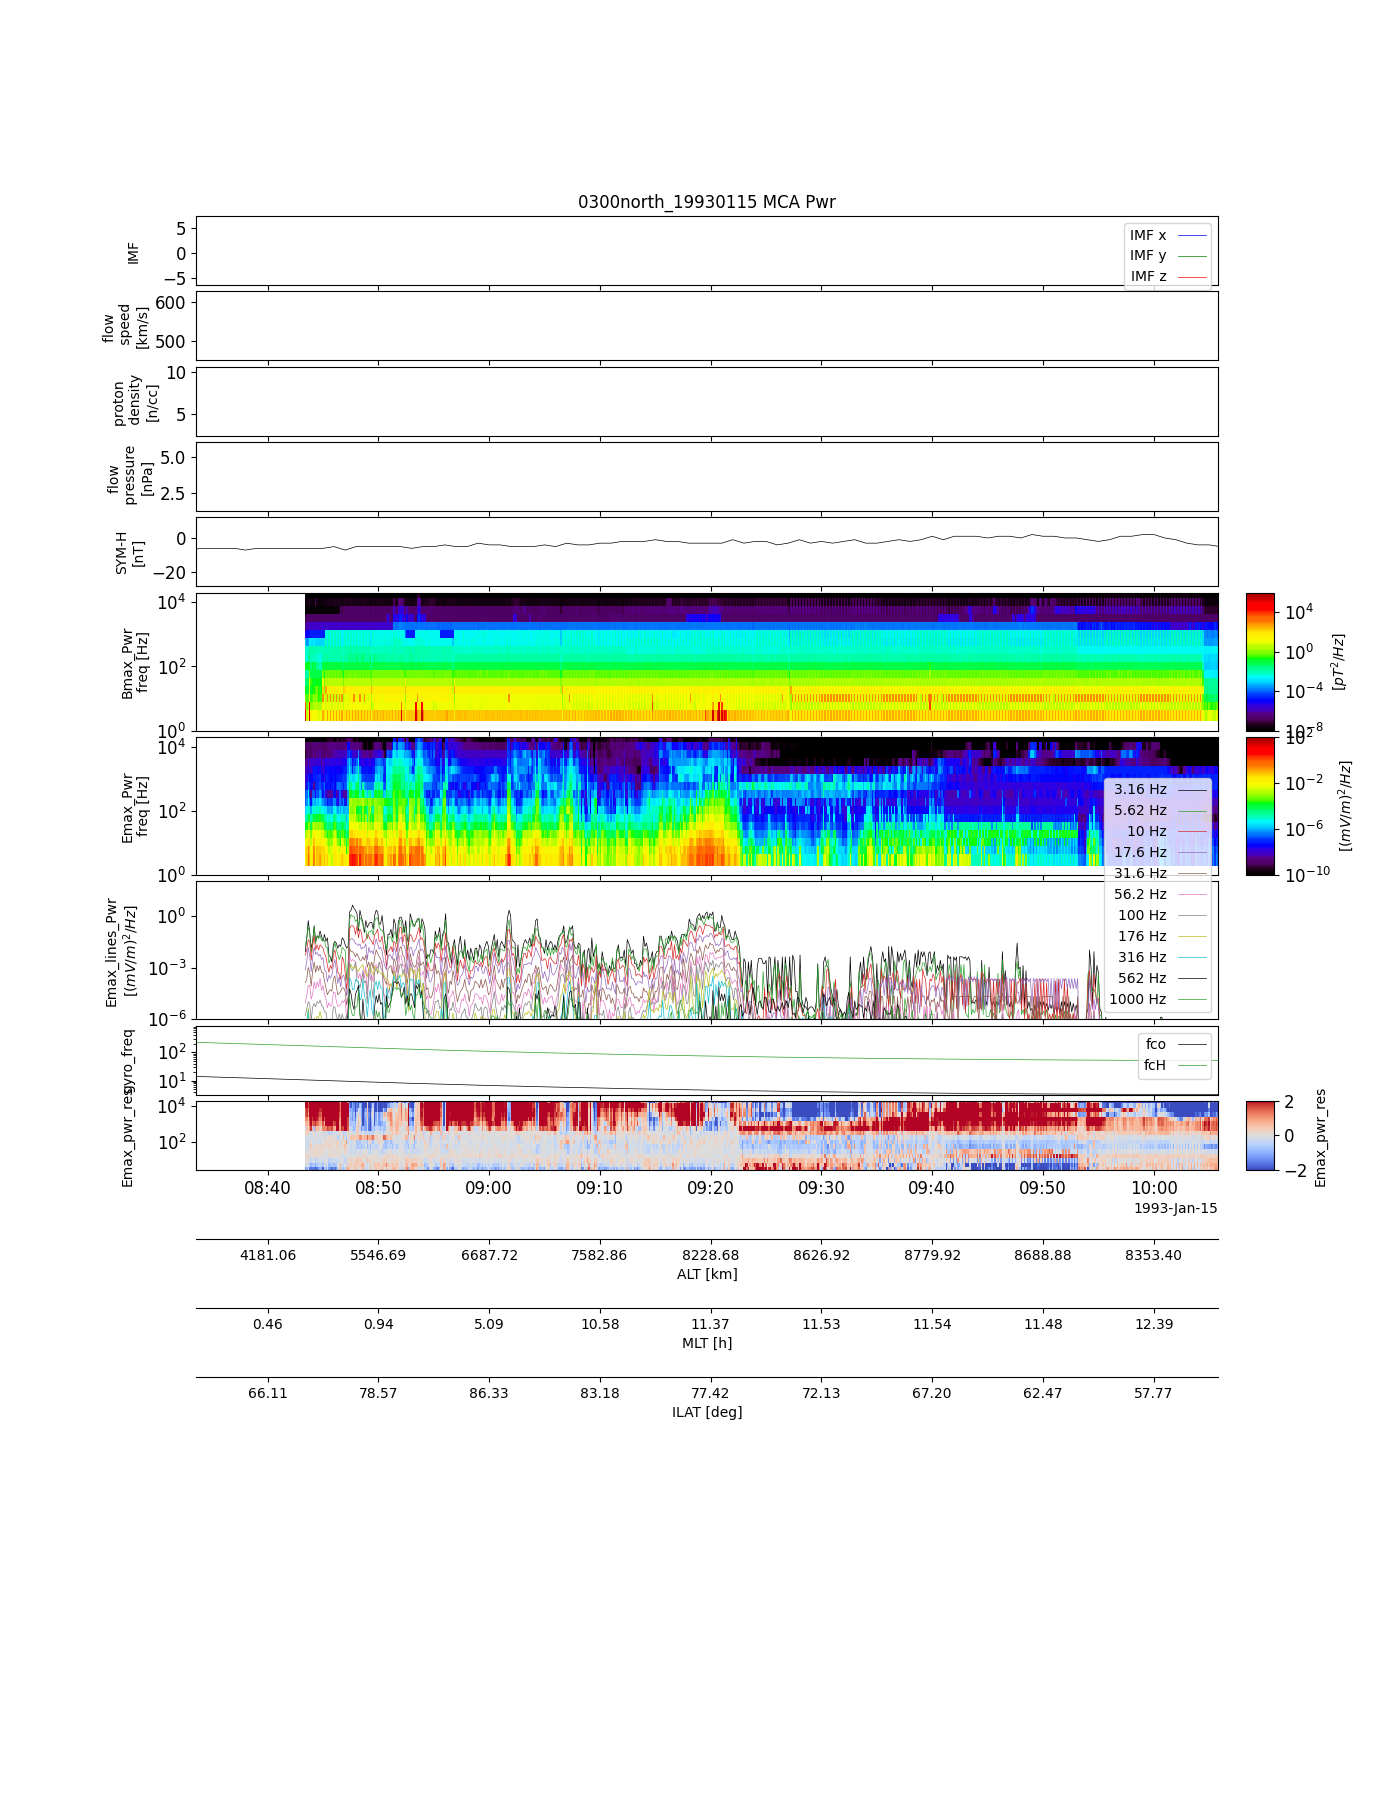 0300north_19930115 MCA Pwr
IMF
5
0
−5
IMF x
IMF y
IMF z
flow
speed
[km/s]
600
500
proton
density
[n/cc]
10
5
flow
pressure
[nPa]
5.0
2.5
SYM-H
[nT]
0
−20
Bmax_Pwr
freq [Hz]
10^4
10^2
10^0
10^4
10^0
10^−4
10^−8
[pT^2/Hz]
Emax_Pwr
freq [Hz]
10^4
10^2
10^0
10^2
10^−2
10^−6
10^−10
[(mV/m)^2/Hz]
3.16 Hz
5.62 Hz
10 Hz
17.6 Hz
31.6 Hz
56.2 Hz
100 Hz
176 Hz
316 Hz
562 Hz
1000 Hz
Emax_lines_Pwr
[(mV/m)^2/Hz]
10^0
10^−3
10^−6
gyro_freq
10^2
10^1
fco
fcH
Emax_pwr_res
10^4
10^2
2
0
−2
Emax_pwr_res
08:40 08:50 09:00 09:10 09:20 09:30 09:40 09:50 10:00
1993-Jan-15
4181.06 5546.69 6687.72 7582.86 8228.68 8626.92 8779.92 8688.88 8353.40
ALT [km]
0.46 0.94 5.09 10.58 11.37 11.53 11.54 11.48 12.39
MLT [h]
66.11 78.57 86.33 83.18 77.42 72.13 67.20 62.47 57.77
ILAT [deg]